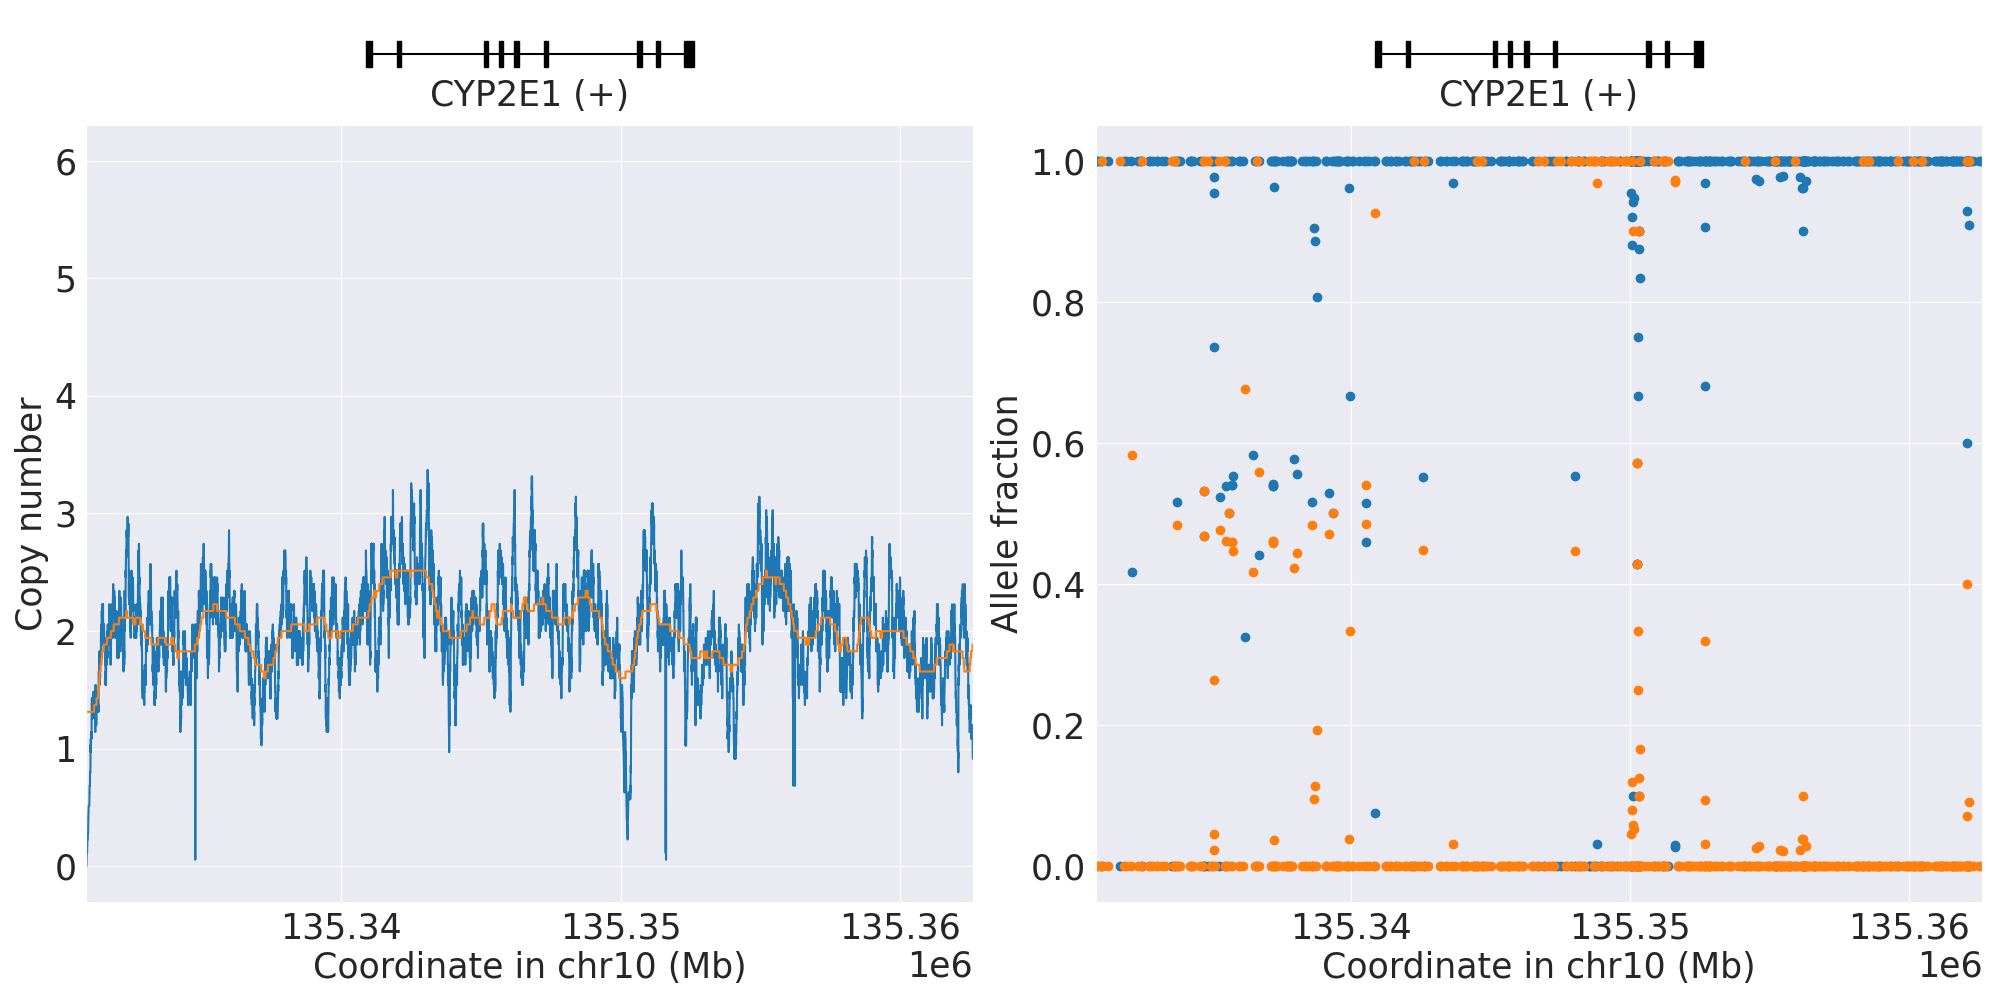 CYP2E1 (+)
6
5
4
3
2
1
0
Copy number
135.34
135.35
135.36
Coordinate in chr10 (Mb)
1e6
CYP2E1 (+)
1.0
0.8
0.6
0.4
0.2
0.0
Allele fraction
135.34
135.35
135.36
Coordinate in chr10 (Mb)
1e6